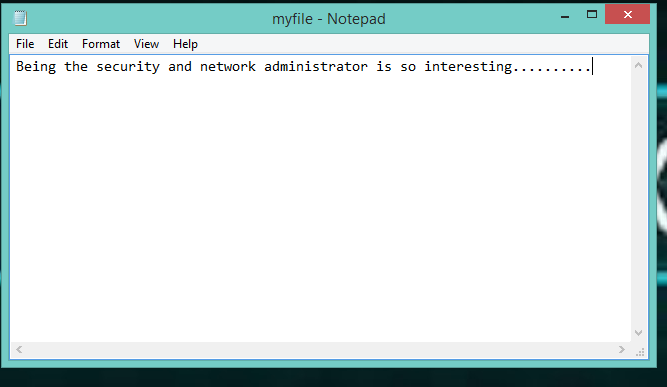 myfile - Notepad
File Edit Format View Help
Being the security and network administrator is so interesting..........